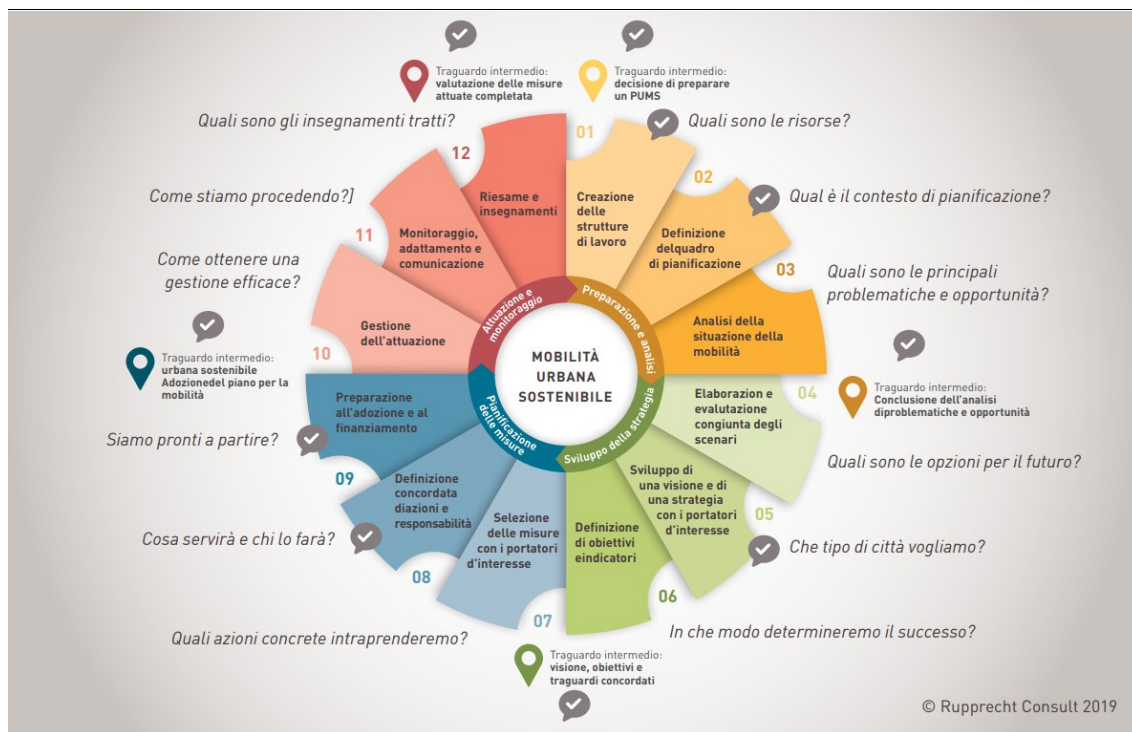 Traguardo intermedio:
valutazione delle misure
attuate completata
Traguardo intermedio:
decisione di preparare
un PUMS
Quali sono gli insegnamenti tratti?
Quali sono le risorse?
Come stiamo procedendo?]
Qual è il contesto di pianificazione?
Come ottenere una
gestione efficace?
Quali sono le principali
problematiche e opportunità?
Traguardo intermedio:
urbana sostenibile
Adozionedel piano per la
mobilità
Traguardo intermedio:
Conclusione dell'analisi
diproblematiche e opportunità
Siamo pronti a partire?
Quali sono le opzioni per il futuro?
Cosa servirà e chi lo farà?
Che tipo di città vogliamo?
Quali azioni concrete intraprenderemo?
In che modo determineremo il successo?
Traguardo intermedio:
visione, obiettivi e
traguardi concordati
01
Creazione
delle
strutture
di lavoro
02
Definizione
delquadro
di pianificazione
03
Analisi della
situazione della
mobilità
04
Elaborazion e
evalutazione
congiunta degli
scenari
05
Sviluppo di
una visione e di
una strategia
con i portatori
d'interesse
06
Definizione
di obiettivi
eindicatori
07
Selezione
delle misure
con i portatori
d'interesse
08
Definizione
concordata
diazioni e
responsabilità
09
Preparazione
all'adozione e al
finanziamento
10
Gestione
dell'attuazione
11
Monitoraggio,
adattamento e
comunicazione
12
Riesame e
insegnamenti
Preparazione e analisi
Sviluppo della strategia
Pianificazione
delle misure
Attuazione e
monitoraggio
MOBILITÀ
URBANA
SOSTENIBILE
© Rupprecht Consult 2019